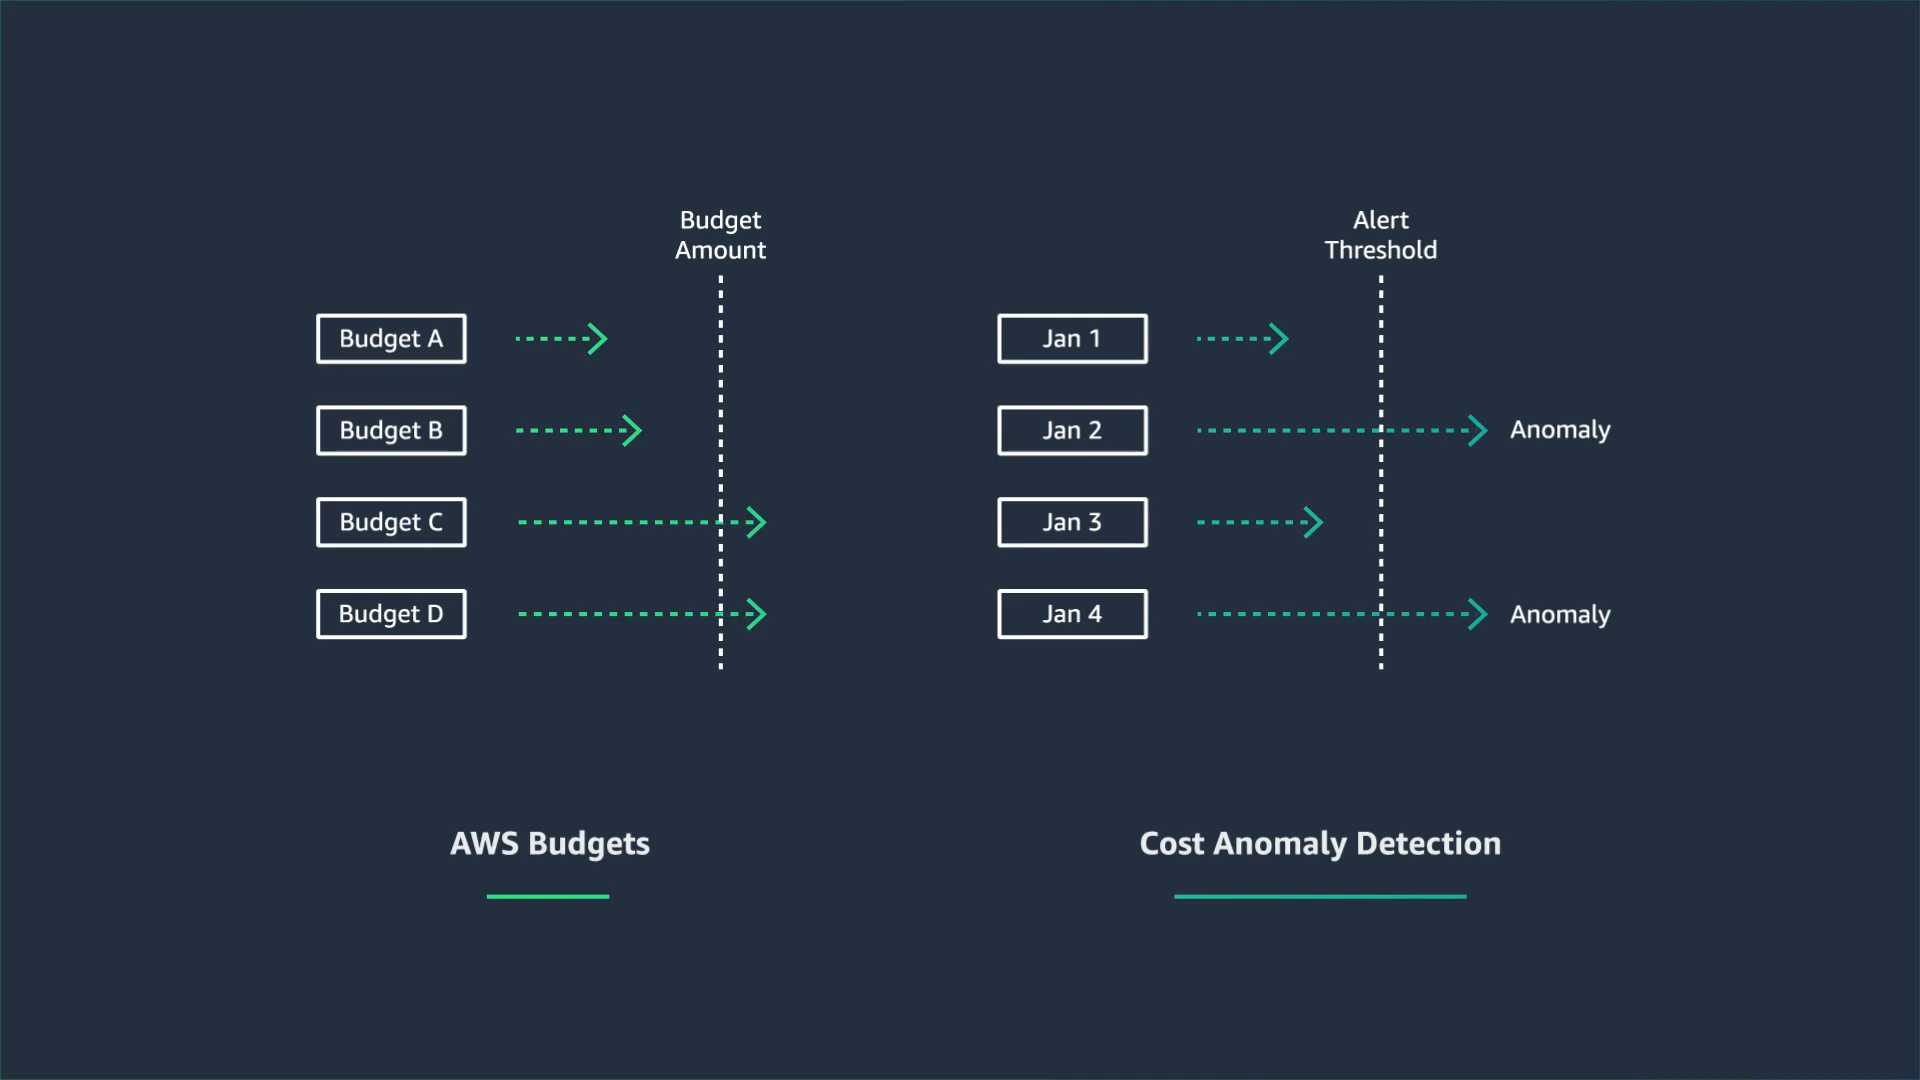 Budget
Amount
Budget A
Budget B
Budget C
Budget D
AWS Budgets
Alert
Threshold
Jan 1
Jan 2
Anomaly
Jan 3
Jan 4
Anomaly
Cost Anomaly Detection